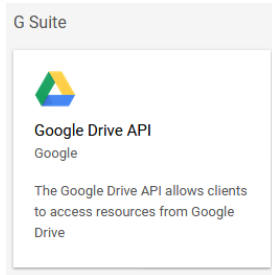 G Suite
Google Drive API
Google
The Google Drive API allows clients
to access resources from Google
Drive